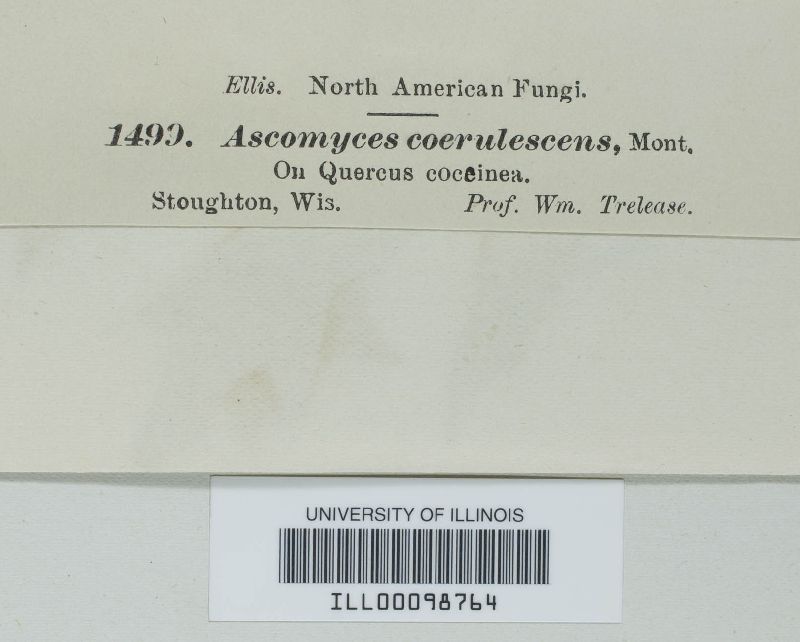 Ellis. North American Fungi.
1499. Ascomyces coerulescens, Mont.
On Quercus coccinea.
Stoughton, Wis. Prof. Wm. Trelease.
UNIVERSITY OF ILLINOIS
ILL00098764